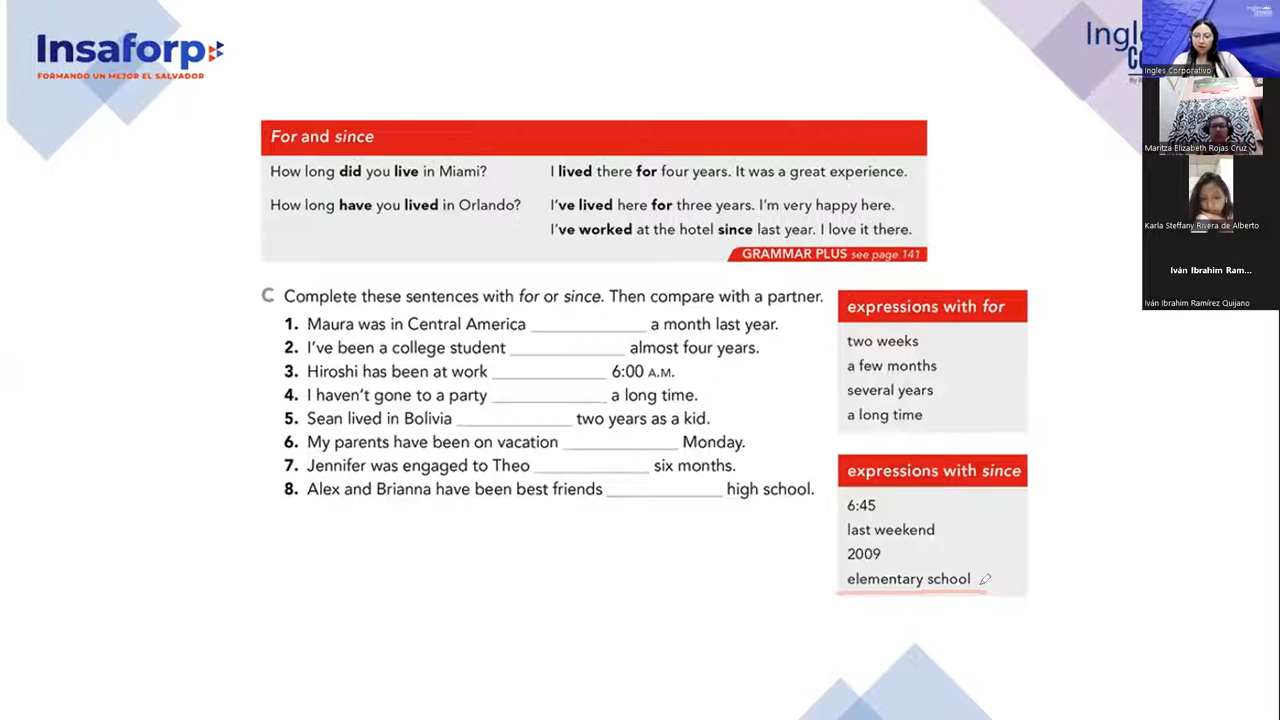 Insaforp
FORMANDO UN MEJOR EL SALVADOR
For and since
How long did you live in Miami? I lived there for four years. It was a great experience.
How long have you lived in Orlando? I've lived here for three years. I'm very happy here.
I've worked at the hotel since last year. I love it there.
GRAMMAR PLUS see page 141
C Complete these sentences with for or since. Then compare with a partner.
1. Maura was in Central America ____________ a month last year.
2. I've been a college student ____________ almost four years.
3. Hiroshi has been at work ____________ 6:00 A.M.
4. I haven't gone to a party ____________ a long time.
5. Sean lived in Bolivia ____________ two years as a kid.
6. My parents have been on vacation ____________ Monday.
7. Jennifer was engaged to Theo ____________ six months.
8. Alex and Brianna have been best friends ____________ high school.
expressions with for
two weeks
a few months
several years
a long time
expressions with since
6:45
last weekend
2009
elementary school
Ingles Corporativo
Maritza Elizabeth Rojas Cruz
Karla Steffany Rivera de Alberto
Iván Ibrahim Ram...
Iván Ibrahim Ramírez Quijano